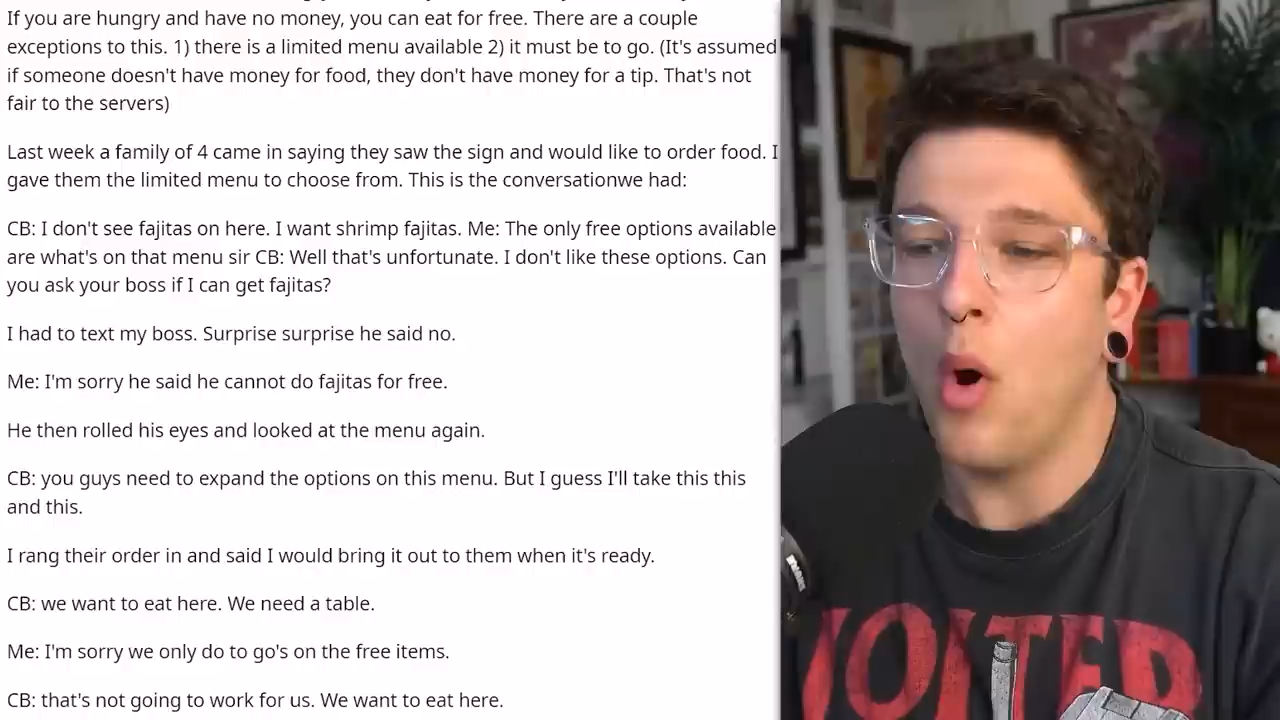 If you are hungry and have no money, you can eat for free. There are a couple
exceptions to this. 1) there is a limited menu available 2) it must be to go. (It's assumed
if someone doesn't have money for food, they don't have money for a tip. That's not
fair to the servers)
Last week a family of 4 came in saying they saw the sign and would like to order food. I
gave them the limited menu to choose from. This is the conversationwe had:
CB: I don't see fajitas on here. I want shrimp fajitas. Me: The only free options available
are what's on that menu sir CB: Well that's unfortunate. I don't like these options. Can
you ask your boss if I can get fajitas?
I had to text my boss. Surprise surprise he said no.
Me: I'm sorry he said he cannot do fajitas for free.
He then rolled his eyes and looked at the menu again.
CB: you guys need to expand the options on this menu. But I guess I'll take this this
and this.
I rang their order in and said I would bring it out to them when it's ready.
CB: we want to eat here. We need a table.
Me: I'm sorry we only do to go's on the free items.
CB: that's not going to work for us. We want to eat here.